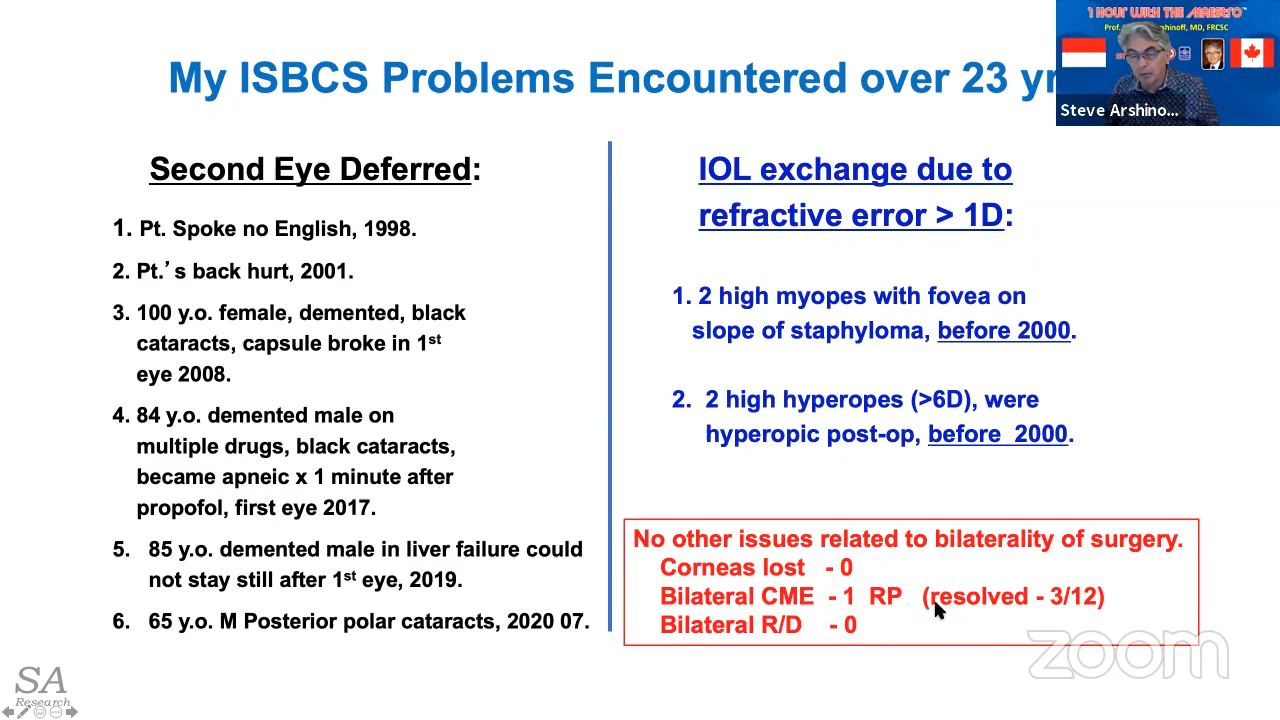 1 HOUR WITH THE MAESTRO™
MD, FRCSC
Steve Arshino...
My ISBCS Problems Encountered over 23 yr
Second Eye Deferred:
1. Pt. Spoke no English, 1998.
2. Pt.’s back hurt, 2001.
3. 100 y.o. female, demented, black
cataracts, capsule broke in 1st
eye 2008.
4. 84 y.o. demented male on
multiple drugs, black cataracts,
became apneic x 1 minute after
propofol, first eye 2017.
5. 85 y.o. demented male in liver failure could
not stay still after 1st eye, 2019.
6. 65 y.o. M Posterior polar cataracts, 2020 07.
IOL exchange due to
refractive error > 1D:
1. 2 high myopes with fovea on
slope of staphyloma, before 2000.
2. 2 high hyperopes (>6D), were
hyperopic post-op, before 2000.
No other issues related to bilaterality of surgery.
Corneas lost - 0
Bilateral CME - 1 RP (resolved - 3/12)
Bilateral R/D - 0
zoom
SA
Research